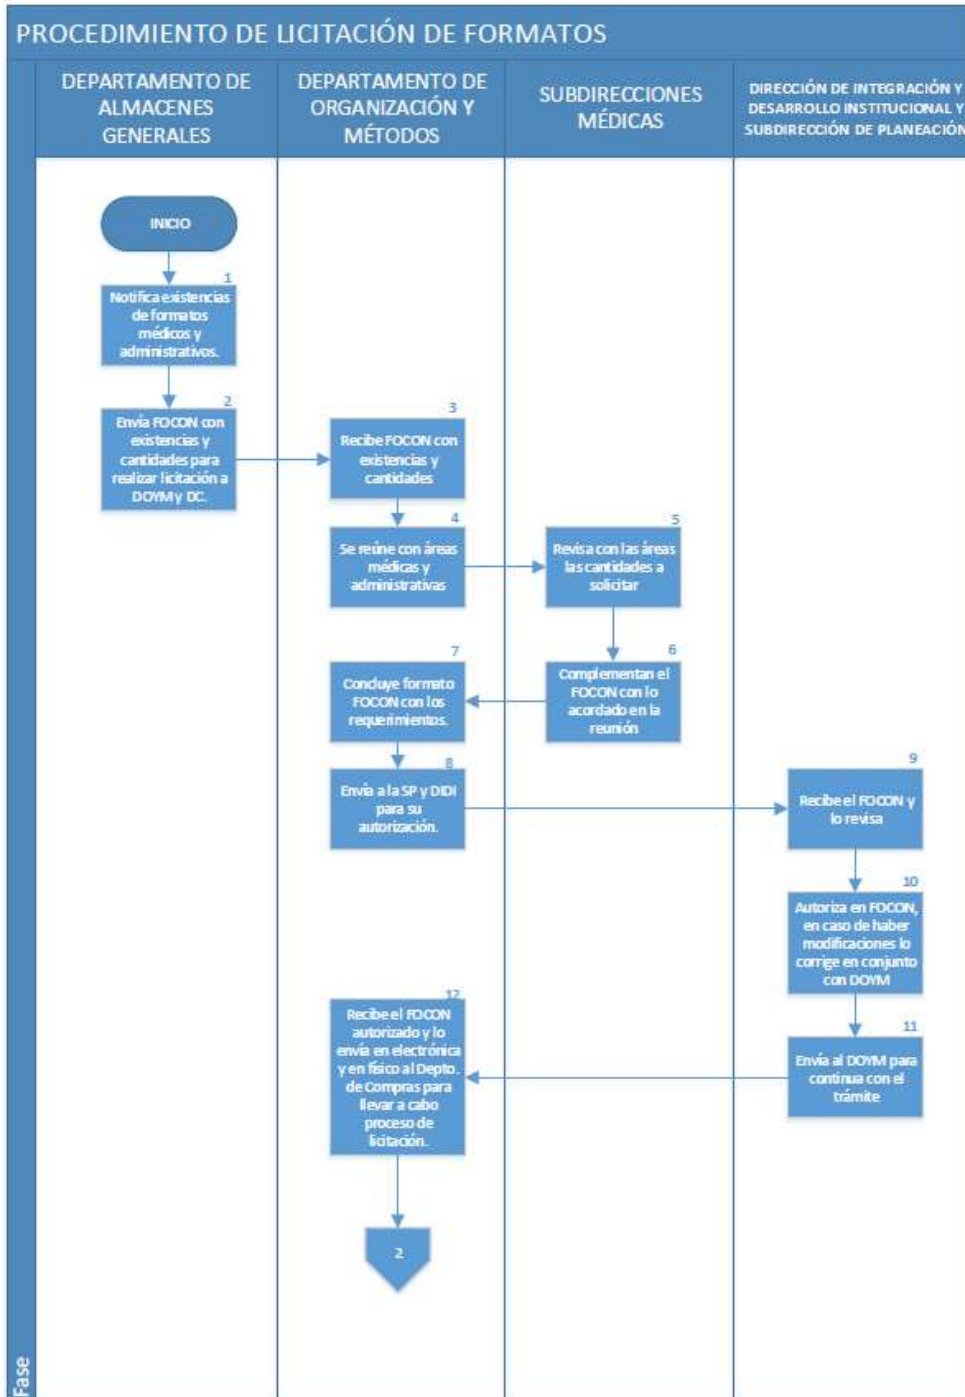 PROCEDIMIENTO DE LICITACIÓN DE FORMATOS
DEPARTAMENTO DE
ALMACENES
GENERALES
DEPARTAMENTO DE
ORGANIZACIÓN Y
MÉTODOS
SUBDIRECCIONES
MÉDICAS
DIRECCIÓN DE INTEGRACIÓN Y
DESARROLLO INSTITUCIONAL Y
SUBDIRECCIÓN DE PLANEACIÓN
INICIO
1
Notifica existencias
de formatos
médicos y
administrativos.
2
Envía FOCON con
existencias y
cantidades para
realizar licitación a
DOYM y DC.
3
Recibe FOCON con
existencias y
cantidades
4
Se reúne con áreas
médicas y
administrativas
5
Revisa con las áreas
las cantidades a
solicitar
6
Complementan el
FOCON con lo
acordado en la
reunión
7
Concluye formato
FOCON con los
requerimientos.
8
Envía a la SP y DIDI
para su
autorización.
9
Recibe el FOCON y
lo revisa
10
Autoriza en FOCON,
en caso de haber
modificaciones lo
corrige en conjunto
con DOYM
11
Envía al DOYM para
continua con el
trámite
12
Recibe el FOCON
autorizado y lo
envía en electrónica
y en físico al Depto.
de Compras para
llevar a cabo
proceso de
licitación.
2
Fase